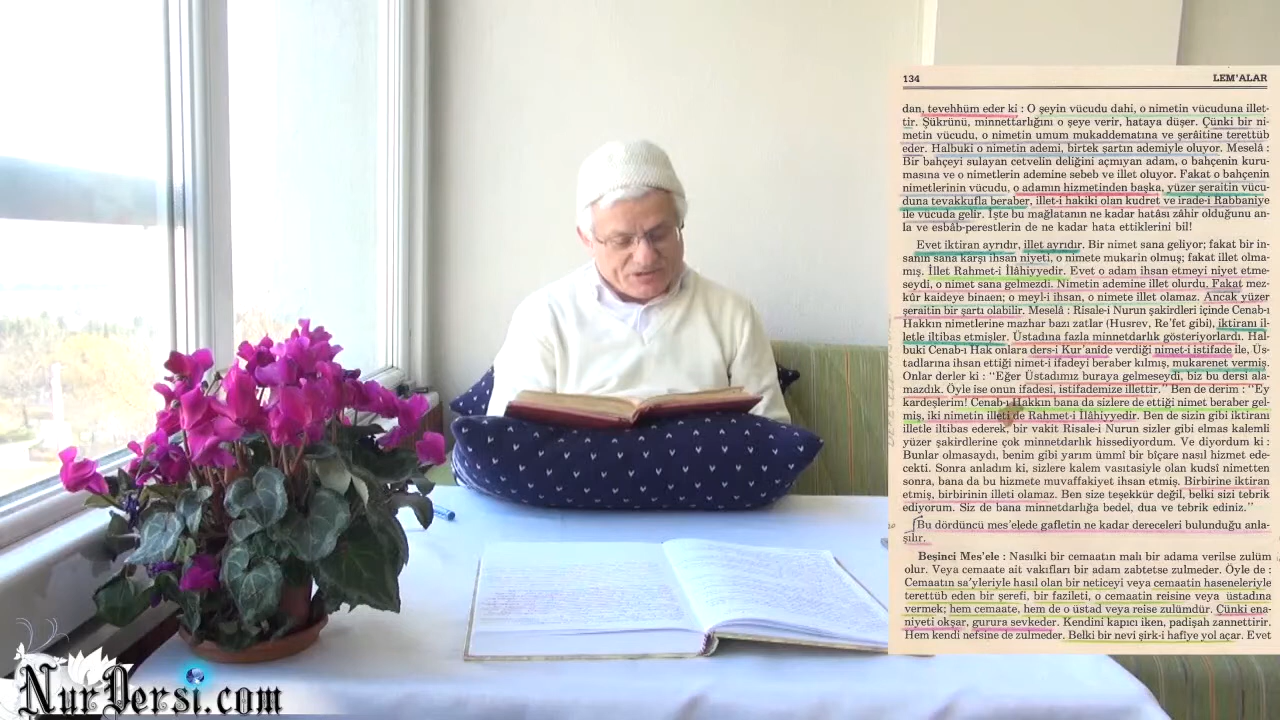 134 LEM'ALAR
dan, tevehhüm eder ki : O şeyin vücudu dahi, o nimetin vücuduna illet-
tir. Şükrünü, minnettarlığını o şeye verir, hataya düşer. Çünki bir ni-
metin vücudu, o nimetin umum mukaddematına ve şerâitine terettüb
eder. Halbuki o nimetin ademi, birtek şartın ademiyle oluyor. Meselâ :
Bir bahçeyi sulayan cetvelin deliğini açmıyan adam, o bahçenin kuru-
masına ve o nimetlerin ademine sebeb ve illet oluyor. Fakat o bahçenin
nimetlerinin vücudu, o adamın hizmetinden başka, yüzer şeraitin vücu-
duna tevakkufla beraber, illet-i hakikî olan kudret ve irade-i Rabbaniye
ile vücuda gelir. İşte bu mağlatanın ne kadar hatâsı zâhir olduğunu an-
la ve esbâb-perestlerin de ne kadar hata ettiklerini bil!
Evet iktiran ayrıdır, illet ayrıdır. Bir nimet sana geliyor; fakat bir in-
sanın sana karşı ihsan niyeti, o nimete mukarin olmuş; fakat illet olma-
mış. İllet Rahmet-i İlâhiyyedir. Evet o adam ihsan etmeyi niyet etme-
seydi, o nimet sana gelmezdi. Nimetin ademine illet olurdu. Fakat mez-
kûr kaideye binaen; o meyl-i ihsan, o nimete illet olamaz. Ancak yüzer
şeraitin bir şartı olabilir. Meselâ : Risale-i Nurun şakirdleri içinde Cenab-ı
Hakkın nimetlerine mazhar bazı zatlar (Husrev, Re'fet gibi), iktiranı il-
letle iltibas etmişler. Üstadına fazla minnetdarlık gösteriyorlardı. Hal-
buki Cenab-ı Hak onlara ders-i Kur'anîde verdiği nimet-i istifade ile, Üs-
tadlarına ihsan ettiği nimet-i ifadeyi beraber kılmış, mukarenet vermiş.
Onlar derler ki : "Eğer Üstadımız buraya gelmeseydi, biz bu dersi ala-
mazdık. Öyle ise onun ifadesi, istifademize illettir." Ben de derim : "Ey
kardeşlerim! Cenab-ı Hakkın bana da sizlere de ettiği nimet beraber gel-
miş, iki nimetin illeti de Rahmet-i İlâhiyyedir. Ben de sizin gibi iktiranı
illetle iltibas ederek, bir vakit Risale-i Nurun sizler gibi elmas kalemli
yüzer şakirdlerine çok minnetdarlık hissediyordum. Ve diyordum ki :
Bunlar olmasaydı, benim gibi yarım ümmî bir biçare nasıl hizmet ede-
cekti. Sonra anladım ki, sizlere kalem vasıtasiyle olan kudsî nimetten
sonra, bana da bu hizmete muvaffakiyet ihsan etmiş. Birbirine iktiran
etmiş, birbirinin illeti olamaz. Ben size teşekkür değil, belki sizi tebrik
ediyorum. Siz de bana minnetdarlığa bedel, dua ve tebrik ediniz."
Bu dördüncü mes'elede gafletin ne kadar dereceleri bulunduğu anla-
şılır.
Beşinci Mes'ele : Nasılki bir cemaatın malı bir adama verilse zulüm
olur. Veya cemaate ait vakıfları bir adam zabtetse zulmeder. Öyle de :
Cemaatın sa'yleriyle hasıl olan bir neticeyi veya cemaatin haseneleriyle
terettüb eden bir şerefi, bir fazileti, o cemaatin reisine veya üstadına
vermek; hem cemaate, hem de o üstad veya reise zulümdür. Çünki ena-
niyeti okşar, gurura sevkeder. Kendini kapıcı iken, padişah zannettirir.
Hem kendi nefsine de zulmeder. Belki bir nevi şirk-i hafîye yol açar. Evet
NurDersi.com